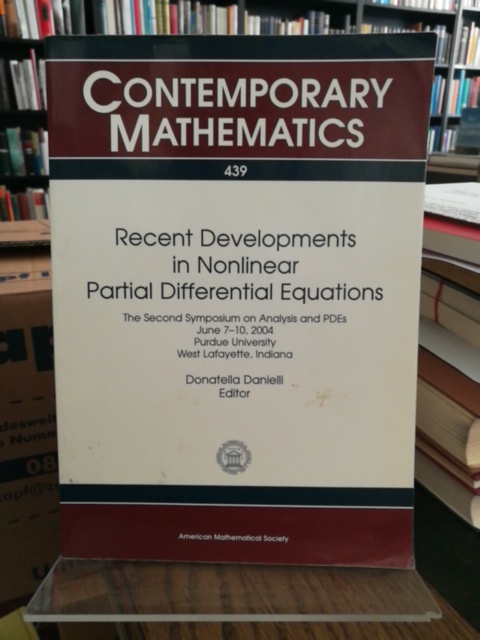 CONTEMPORARY
MATHEMATICS
439
Recent Developments
in Nonlinear
Partial Differential Equations
The Second Symposium on Analysis and PDEs
June 7–10, 2004
Purdue University
West Lafayette, Indiana
Donatella Danielli
Editor
American Mathematical Society